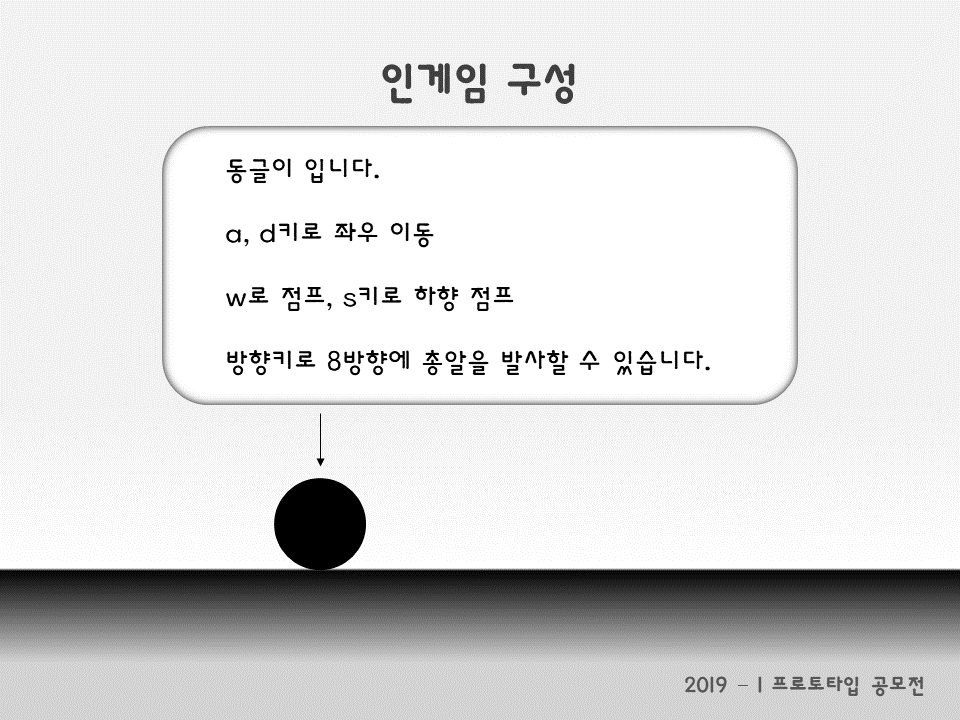 인게임 구성
동글이 입니다.
a, d키로 좌우 이동
w로 점프, s키로 하향 점프
방향키로 8방향에 총알을 발사할 수 있습니다.
2019 - 1 프로토타입 공모전